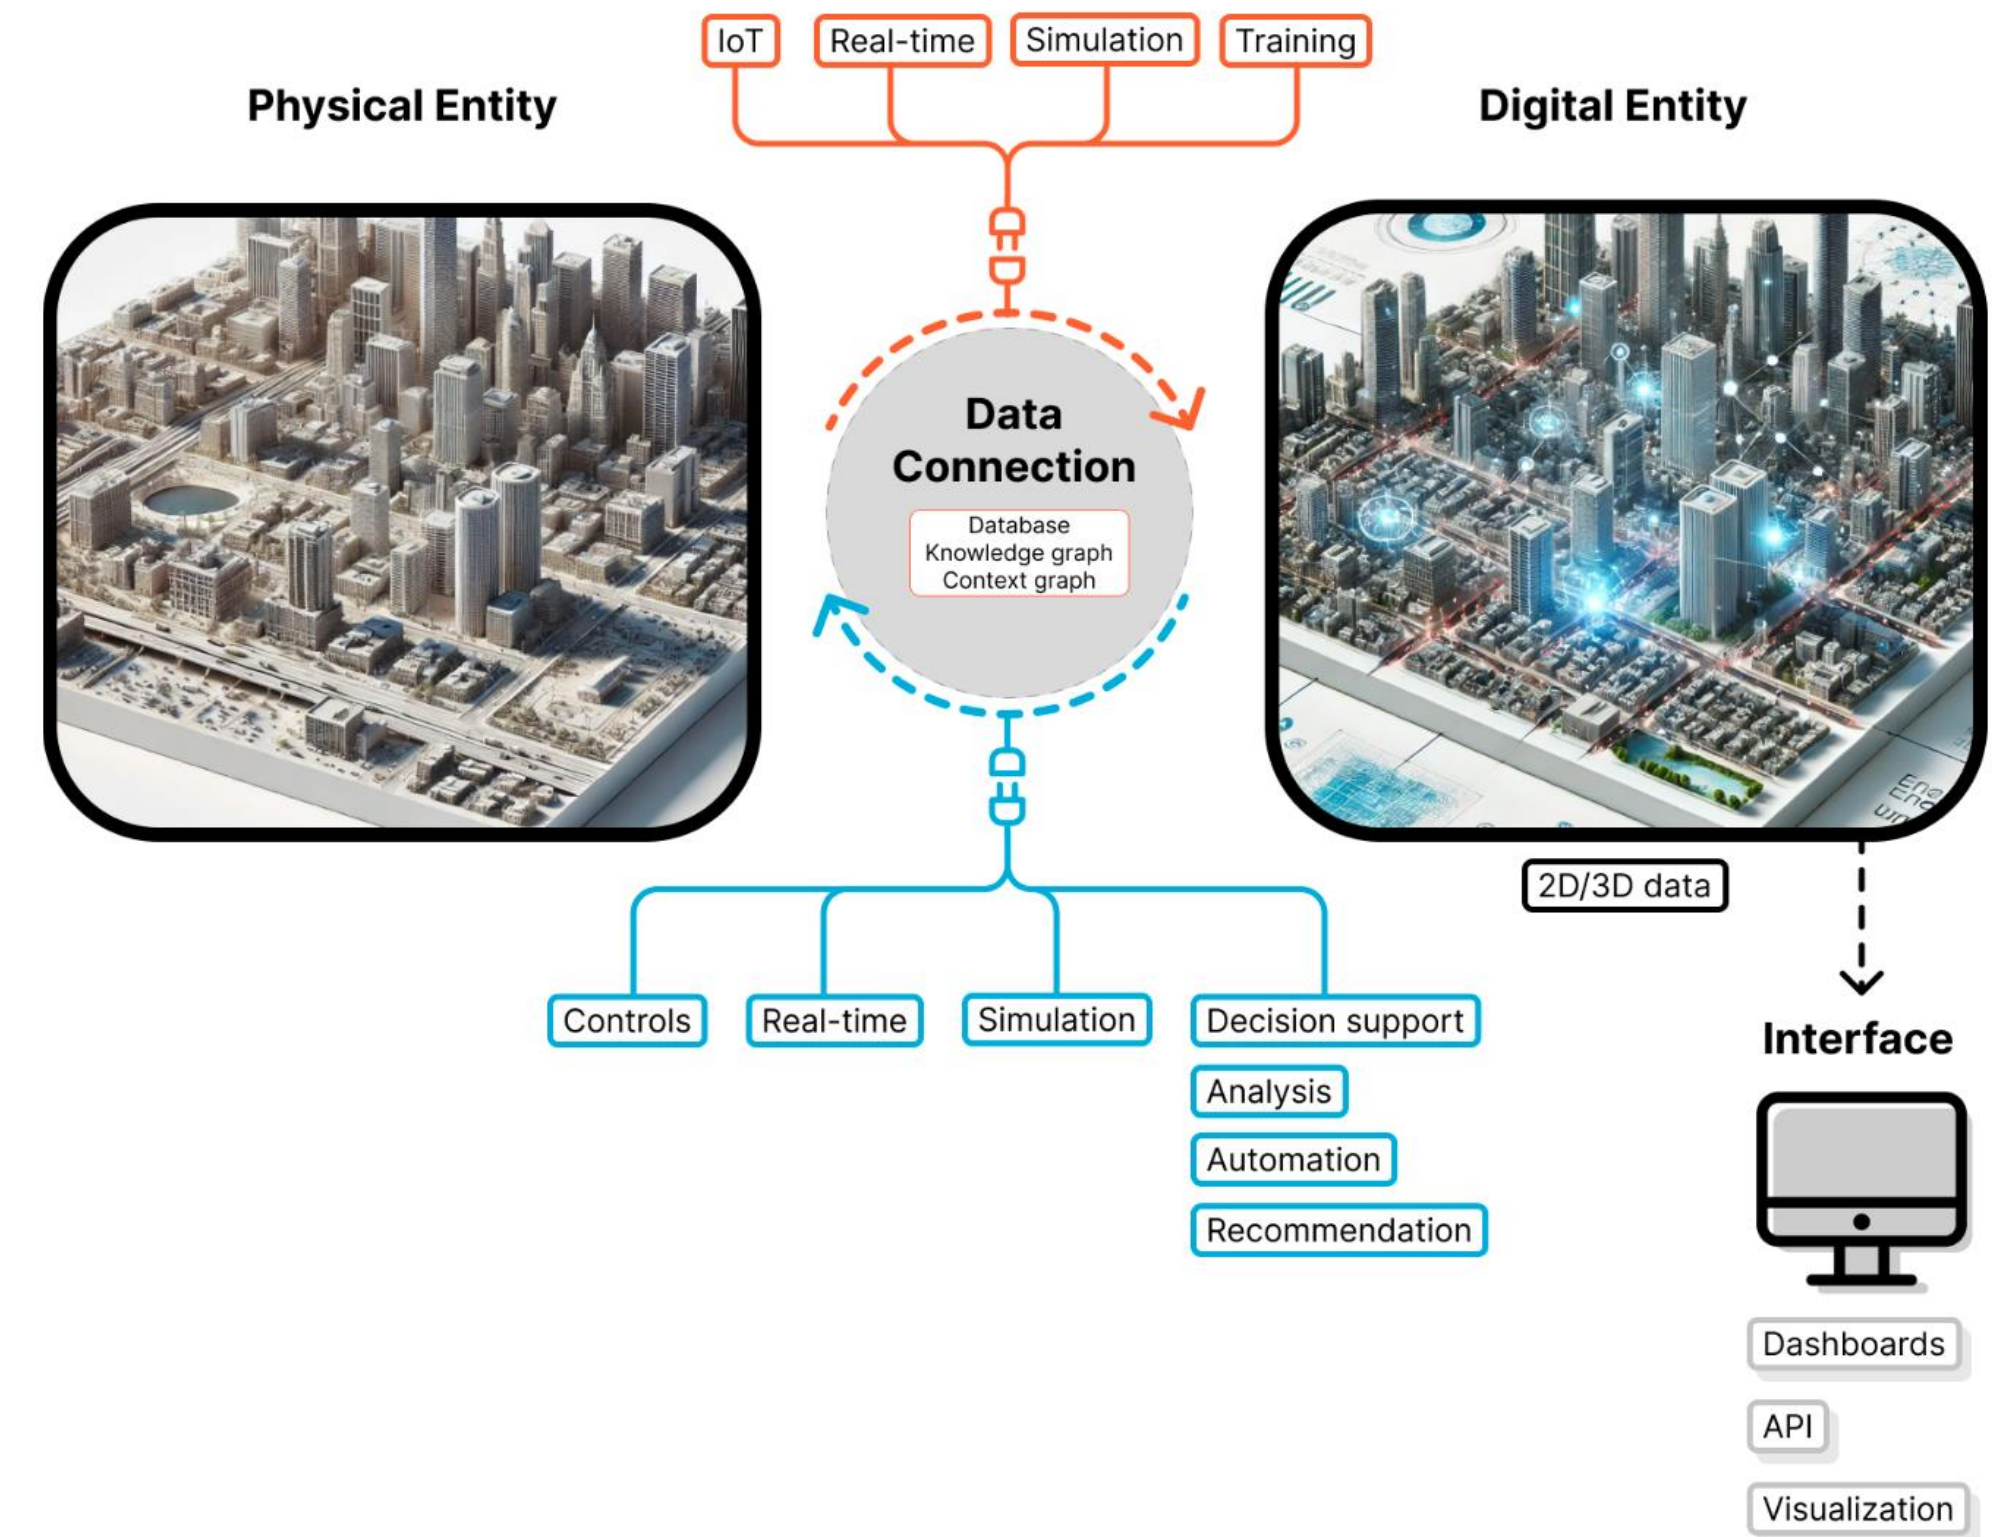 IoT
Real-time
Simulation
Training
Physical Entity
Digital Entity
Data
Connection
Database
Knowledge graph
Context graph
2D/3D data
Controls
Real-time
Simulation
Decision support
Analysis
Automation
Recommendation
Interface
Dashboards
API
Visualization